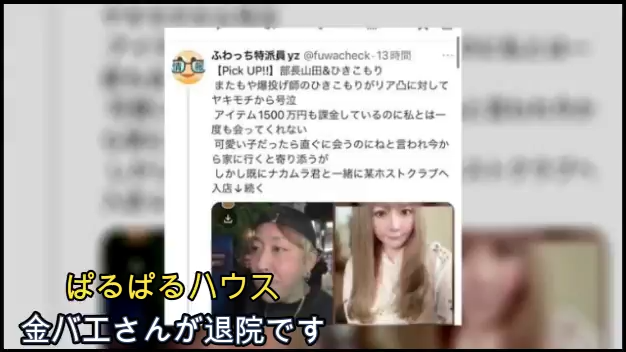 ふわっち特派員 yz @fuwacheck·13時間
【Pick UP!!】部長山田&ひきこもり
またもや爆投げ師のひきこもりがリア凸に対して
ヤキモチから号泣
アイテム1500万円も課金しているのに私とは一
度も会ってくれない
可愛い子だったら直ぐに会うのにねと言われ今か
ら家に行くと寄り添うが
しかし既にナカムラ君と一緒に某ホストクラブへ
入店↓続く
ぱるぱるハウス
金バエさんが退院です